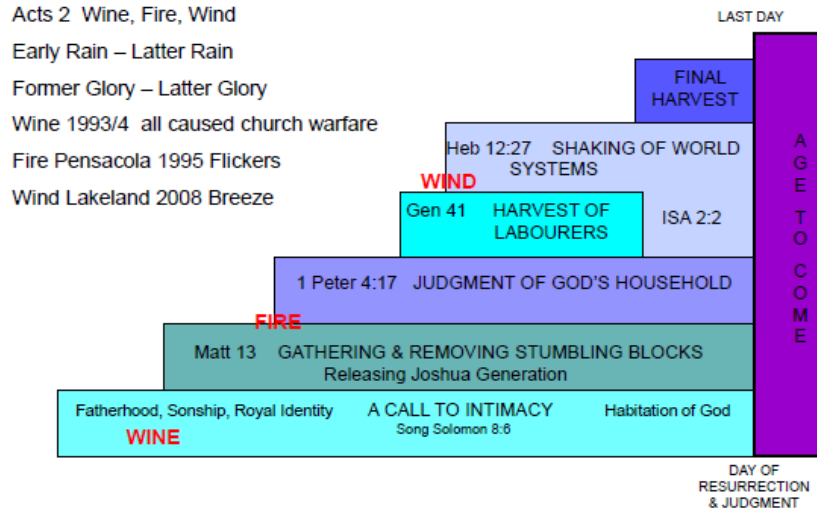 Acts 2 Wine, Fire, Wind
Early Rain – Latter Rain
Former Glory – Latter Glory
Wine 1993/4 all caused church warfare
Fire Pensacola 1995 Flickers
Wind Lakeland 2008 Breeze
LAST DAY
FINAL
HARVEST
Heb 12:27 SHAKING OF WORLD
SYSTEMS
WIND
Gen 41 HARVEST OF
LABOURERS
ISA 2:2
1 Peter 4:17 JUDGMENT OF GOD'S HOUSEHOLD
FIRE
Matt 13 GATHERING & REMOVING STUMBLING BLOCKS
Releasing Joshua Generation
Fatherhood, Sonship, Royal Identity A CALL TO INTIMACY Habitation of God
Song Solomon 8:6
WINE
AGE TO COME
DAY OF
RESURRECTION
& JUDGMENT